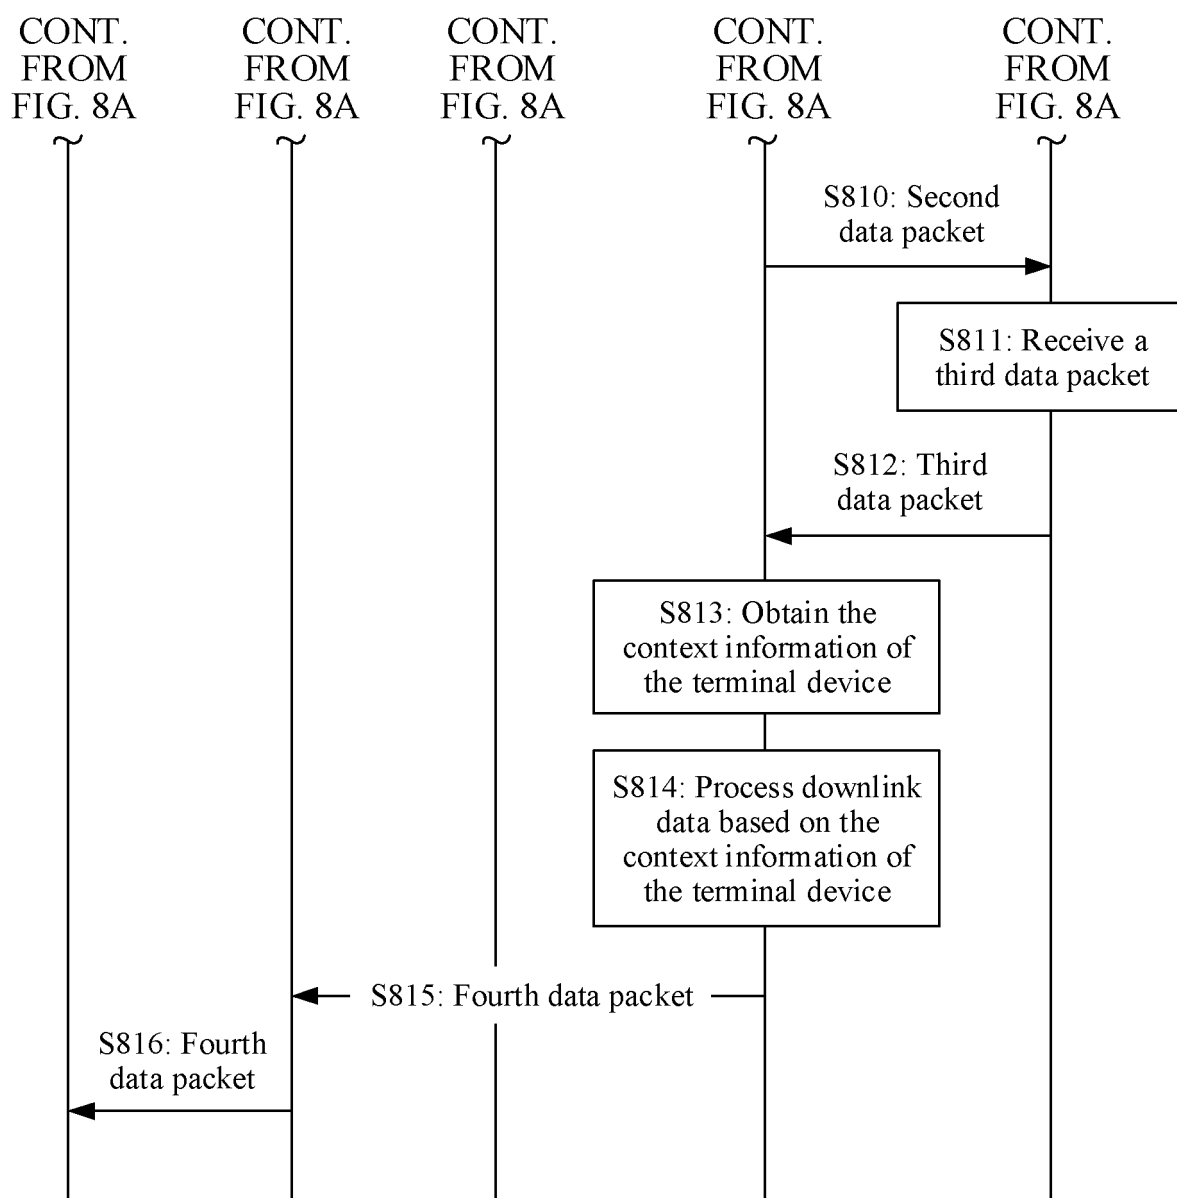 CONT.
FROM
FIG. 8A
CONT.
FROM
FIG. 8A
CONT.
FROM
FIG. 8A
CONT.
FROM
FIG. 8A
CONT.
FROM
FIG. 8A
S810: Second
data packet
S811: Receive a
third data packet
S812: Third
data packet
S813: Obtain the
context information of
the terminal device
S814: Process downlink
data based on the
context information of
the terminal device
S815: Fourth data packet
S816: Fourth
data packet